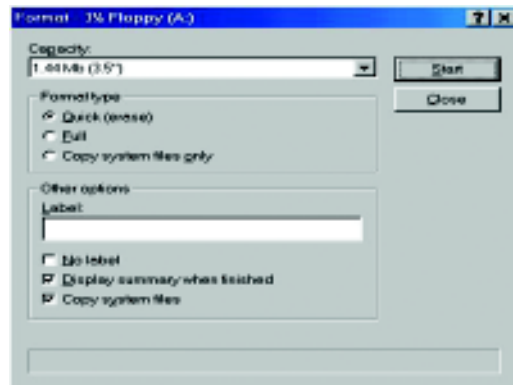 Format - 3½ Floppy (A:)
Capacity:
1.44 Mb (3.5")
Start
Close
Format type
Quick (erase)
Full
Copy system files only
Other options
Label:
No label
Display summary when finished
Copy system files